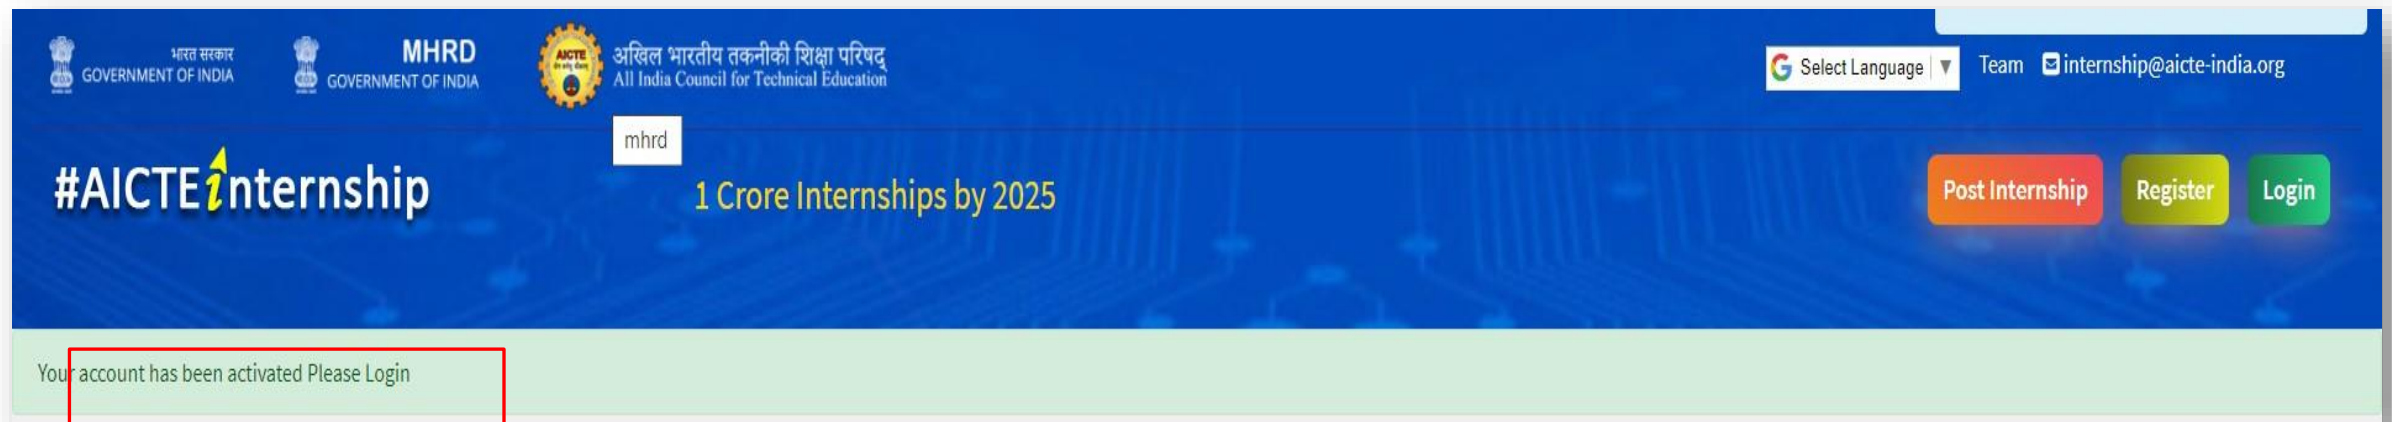 भारत सरकार
GOVERNMENT OF INDIA
MHRD
GOVERNMENT OF INDIA
AICTE
अखिल भारतीय तकनीकी शिक्षा परिषद्
All India Council for Technical Education
Select Language ▼
Team
internship@aicte-india.org
mhrd
#AICTEinternship
1 Crore Internships by 2025
Post Internship
Register
Login
Your account has been activated Please Login